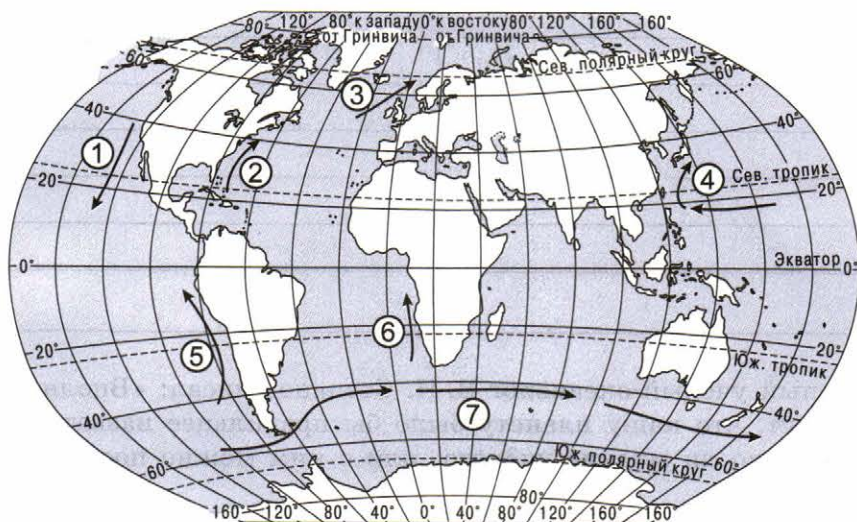 80° 120° 80° к западу 0° к востоку 80° 120° 160°
от Гринвича от Гринвича
Сев. полярный круг
60° 60°
3
40° 40°
1 2 4
Сев. тропик
20° 20°
Экватор
0° 0°
5 6
20° 20°
Юж. тропик
40° 7 40°
60° Юж. полярный круг 60°
80°
160° 120° 80° 40° 0° 40° 80° 120° 160°